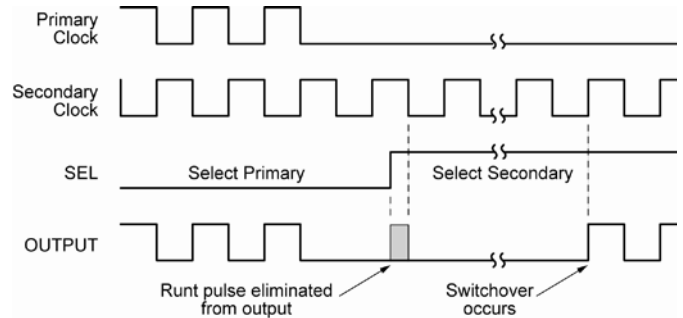 Primary
Clock
Secondary
Clock
SEL
Select Primary
Select Secondary
OUTPUT
Runt pulse eliminated
from output
Switchover
occurs